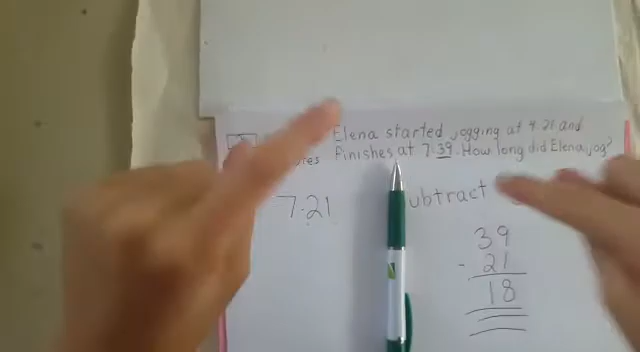 Elena started jogging at 7.21 and
finishes at 7.39. How long did Elena jog?
7.21
ubtract
39
- 21
18